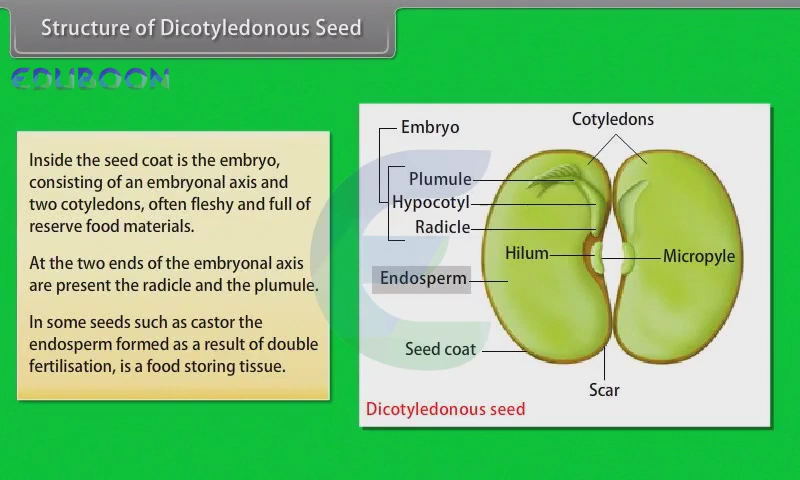 Structure of Dicotyledonous Seed
EDUBOON
Inside the seed coat is the embryo,
consisting of an embryonal axis and
two cotyledons, often fleshy and full of
reserve food materials.
At the two ends of the embryonal axis
are present the radicle and the plumule.
In some seeds such as castor the
endosperm formed as a result of double
fertilisation, is a food storing tissue.
Cotyledons
Embryo
Plumule
Hypocotyl
Radicle
Hilum
Micropyle
Endosperm
Seed coat
Scar
Dicotyledonous seed